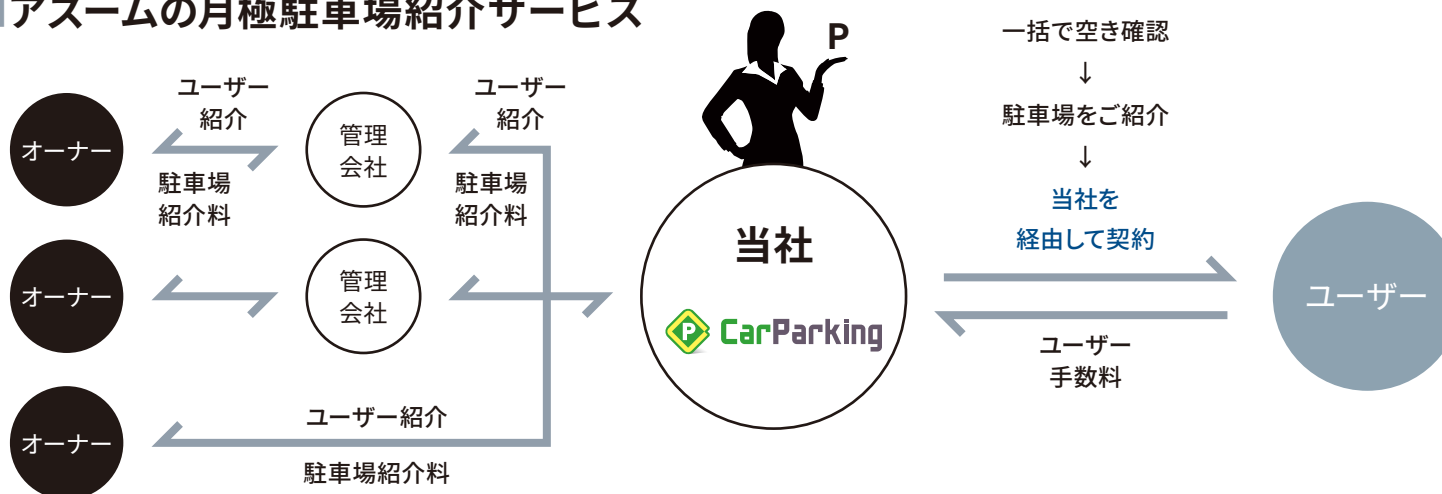 アズームの月極駐車場紹介サービス
P
一括で空き確認
↓
駐車場をご紹介
↓
当社を
経由して契約
ユーザー
紹介
ユーザー
紹介
オーナー
管理
会社
駐車場
紹介料
駐車場
紹介料
当社
オーナー
管理
会社
P CarParking
ユーザー
ユーザー
手数料
オーナー
ユーザー紹介
駐車場紹介料